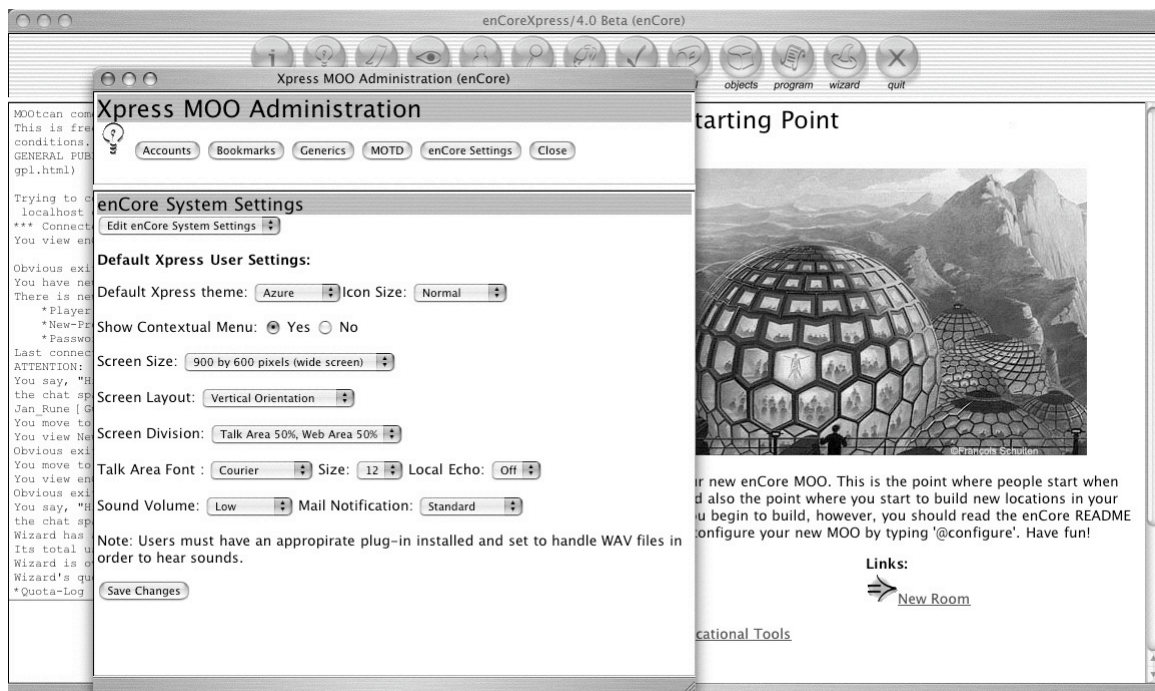 enCoreXpress/4.0 Beta (enCore)
objects program wizard quit
Xpress MOO Administration (enCore)
Xpress MOO Administration
Accounts Bookmarks Generics MOTD enCore Settings Close
enCore System Settings
Edit enCore System Settings
Default Xpress User Settings:
Default Xpress theme: Azure Icon Size: Normal
Show Contextual Menu: Yes No
Screen Size: 900 by 600 pixels (wide screen)
Screen Layout: Vertical Orientation
Screen Division: Talk Area 50%, Web Area 50%
Talk Area Font : Courier Size: 12 Local Echo: Off
Sound Volume: Low Mail Notification: Standard
Note: Users must have an appropirate plug-in installed and set to handle WAV files in
order to hear sounds.
Save Changes
MOOtcan com
This is fre
conditions.
GENERAL PUB
gpl.html)
Trying to c
localhost
*** Connect
You view en
Obvious exi
You have ne
There is ne
*Player
*New-Pr
*Passwo
Last connec
ATTENTION:
You say, "H
the chat sp
Jan_Rune [ G
You move to
You view Ne
Obvious exi
You move to
You view en
Obvious exi
You say, "H
the chat sp
Wizard has
Its total u
Wizard is o
Wizard's qu
*Quota-Log
tarting Point
©François Schuiten
r new enCore MOO. This is the point where people start when
d also the point where you start to build new locations in your
u begin to build, however, you should read the enCore README
configure your new MOO by typing '@configure'. Have fun!
Links:
New Room
cational Tools